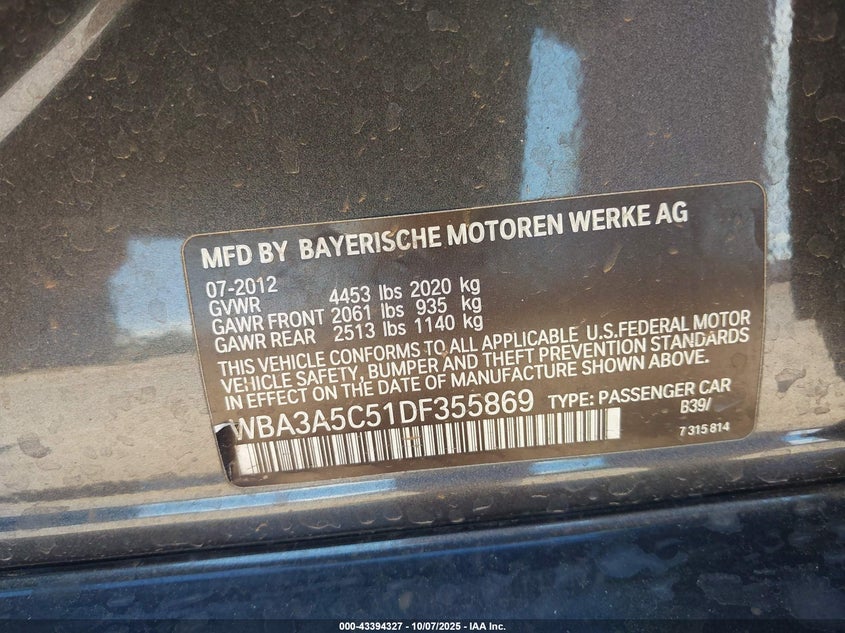 MFD BY BAYERISCHE MOTOREN WERKE AG
07-2012
GVWR 4453 lbs 2020 kg
GAWR FRONT 2061 lbs 935 kg
GAWR REAR 2513 lbs 1140 kg
THIS VEHICLE CONFORMS TO ALL APPLICABLE U.S.FEDERAL MOTOR
VEHICLE SAFETY, BUMPER AND THEFT PREVENTION STANDARDS
IN EFFECT ON THE DATE OF MANUFACTURE SHOWN ABOVE.
WBA3A5C51DF355869 TYPE: PASSENGER CAR
B39/
7 315 814
000-43394327 - 10/07/2025 - IAA Inc.